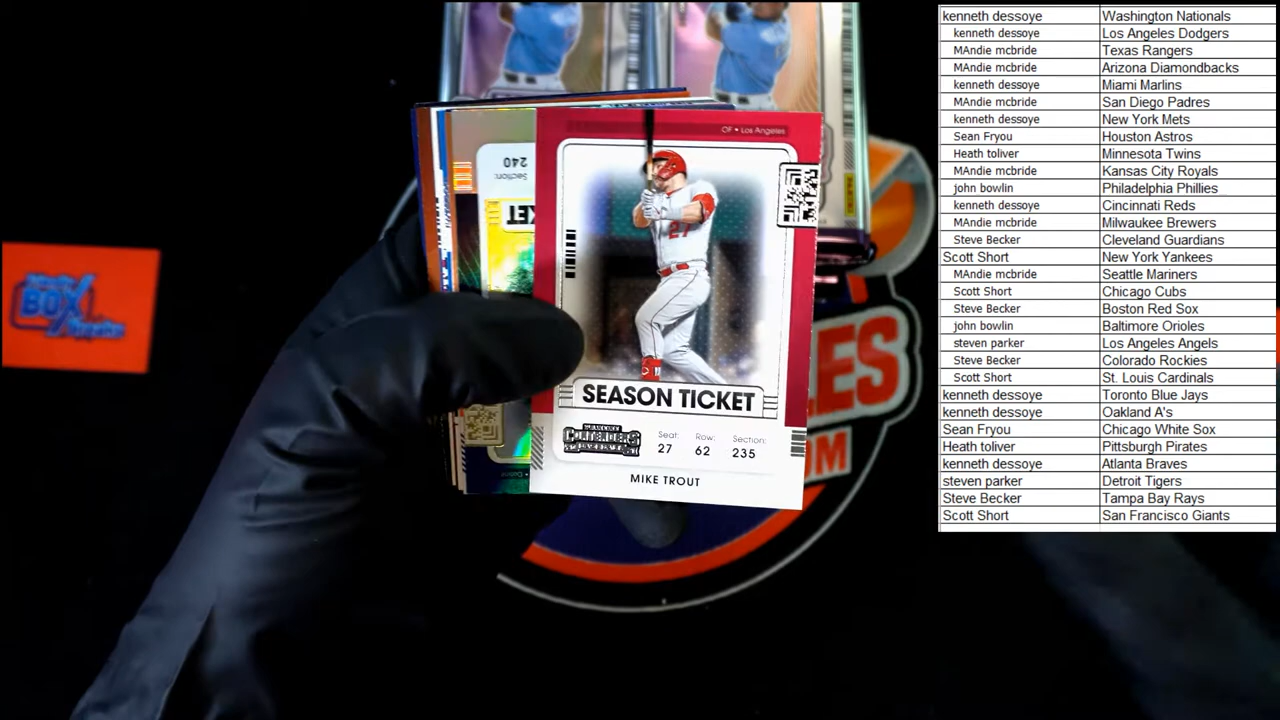 OF • Los Angeles
Section:
240
SEASON TICKET
CONTENDERS
Seat: Row: Section:
27 62 235
MIKE TROUT
27
BOX
LES
OM
kenneth dessoye Washington Nationals
kenneth dessoye Los Angeles Dodgers
MAndie mcbride Texas Rangers
MAndie mcbride Arizona Diamondbacks
kenneth dessoye Miami Marlins
MAndie mcbride San Diego Padres
kenneth dessoye New York Mets
Sean Fryou Houston Astros
Heath toliver Minnesota Twins
MAndie mcbride Kansas City Royals
john bowlin Philadelphia Phillies
kenneth dessoye Cincinnati Reds
MAndie mcbride Milwaukee Brewers
Steve Becker Cleveland Guardians
Scott Short New York Yankees
MAndie mcbride Seattle Mariners
Scott Short Chicago Cubs
Steve Becker Boston Red Sox
john bowlin Baltimore Orioles
steven parker Los Angeles Angels
Steve Becker Colorado Rockies
Scott Short St. Louis Cardinals
kenneth dessoye Toronto Blue Jays
kenneth dessoye Oakland A's
Sean Fryou Chicago White Sox
Heath toliver Pittsburgh Pirates
kenneth dessoye Atlanta Braves
steven parker Detroit Tigers
Steve Becker Tampa Bay Rays
Scott Short San Francisco Giants